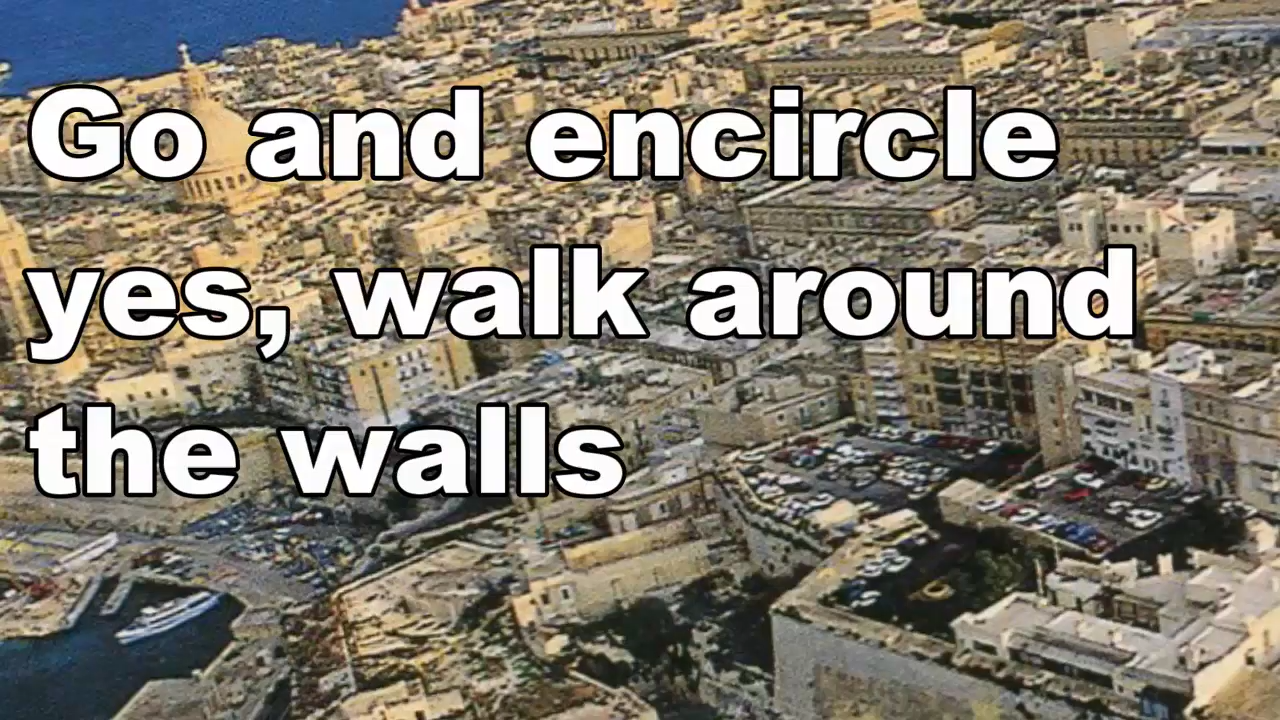 Go and encircle
yes, walk around
the walls